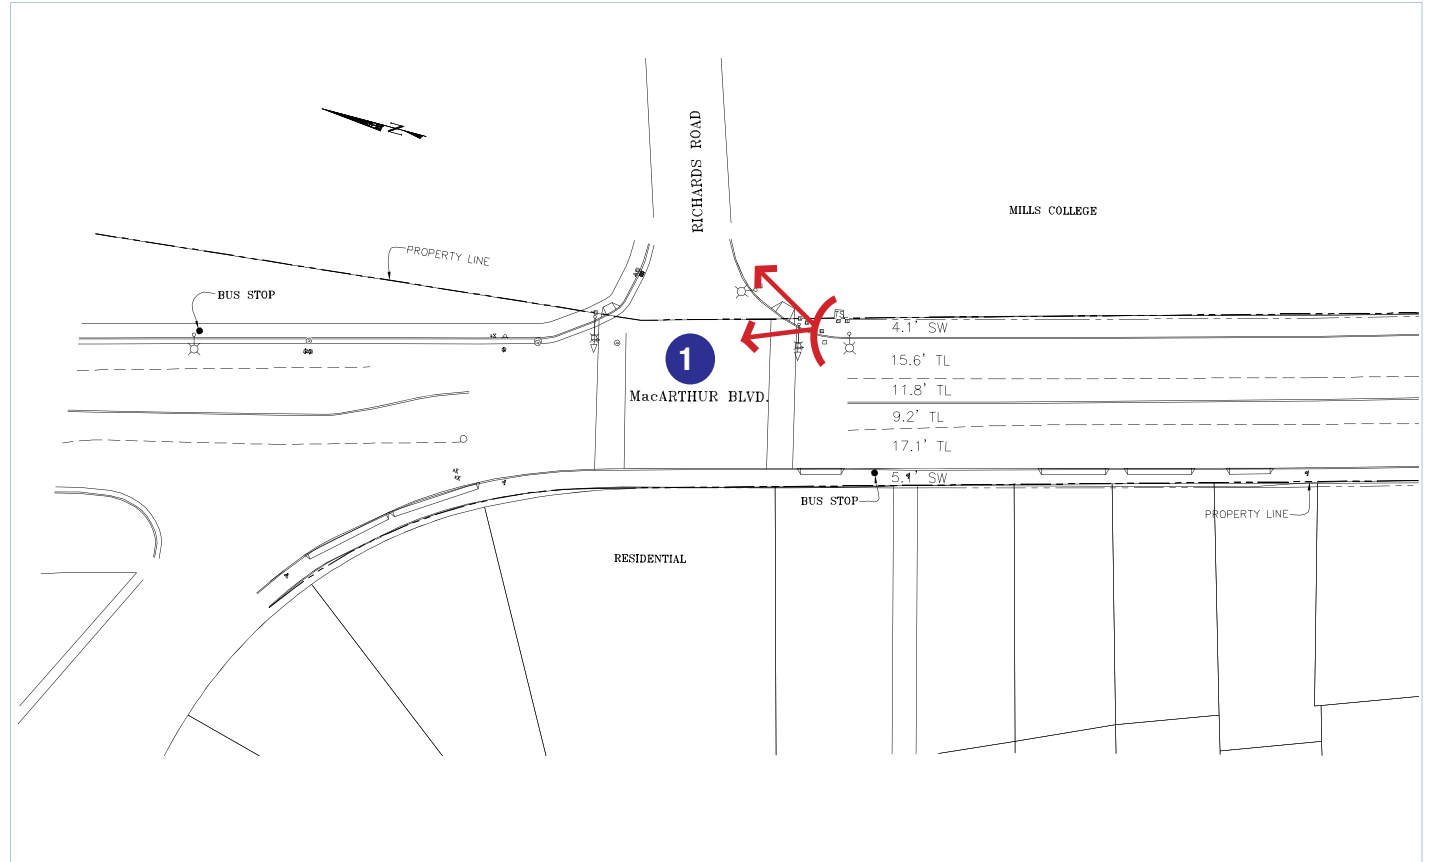 N
RICHARDS ROAD
MILLS COLLEGE
PROPERTY LINE
BUS STOP
TS
4.1' SW
1
15.6' TL
MacARTHUR BLVD.
11.8' TL
9.2' TL
17.1' TL
5.1' SW
BUS STOP
PROPERTY LINE
RESIDENTIAL